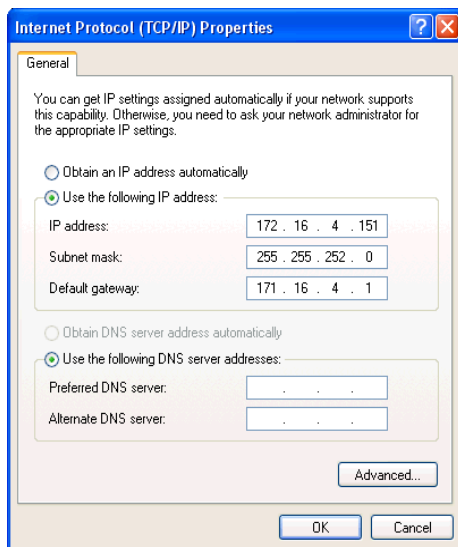 Internet Protocol (TCP/IP) Properties
General
You can get IP settings assigned automatically if your network supports
this capability. Otherwise, you need to ask your network administrator for
the appropriate IP settings.
Obtain an IP address automatically
Use the following IP address:
IP address: 172 . 16 . 4 . 151
Subnet mask: 255 . 255 . 252 . 0
Default gateway: 171 . 16 . 4 . 1
Obtain DNS server address automatically
Use the following DNS server addresses:
Preferred DNS server: . . .
Alternate DNS server: . . .
Advanced...
OK Cancel